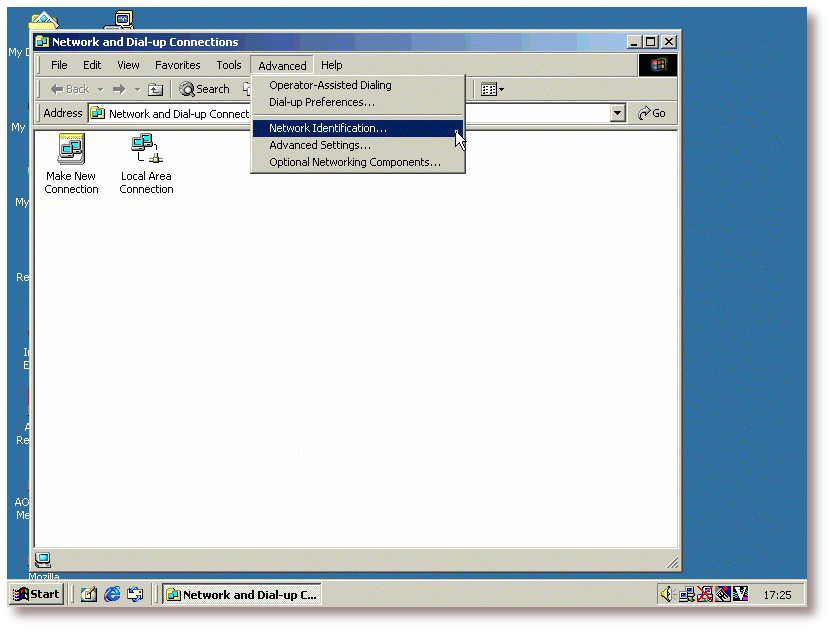 My D
Network and Dial-up Connections
File Edit View Favorites Tools Advanced Help
Back Search
Address Network and Dial-up Connect Go
Operator-Assisted Dialing
Dial-up Preferences...
Network Identification...
Advanced Settings...
Optional Networking Components...
Make New
Connection
Local Area
Connection
My
My
Re
E
Re
AO
Me
Mozilla
Start Network and Dial-up C... 17:25